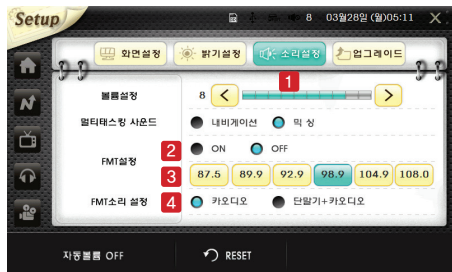 Setup 8 03월28일 (월)05:11
화면설정 밝기설정 소리설정 업그레이드
1
볼륨설정 8
멀티태스킹 사운드 내비게이션 믹 싱
FMT설정 2 ON OFF
3 87.5 89.9 92.9 98.9 104.9 108.0
FMT소리 설정 4 카오디오 단말기+카오디오
자동볼륨 OFF RESET